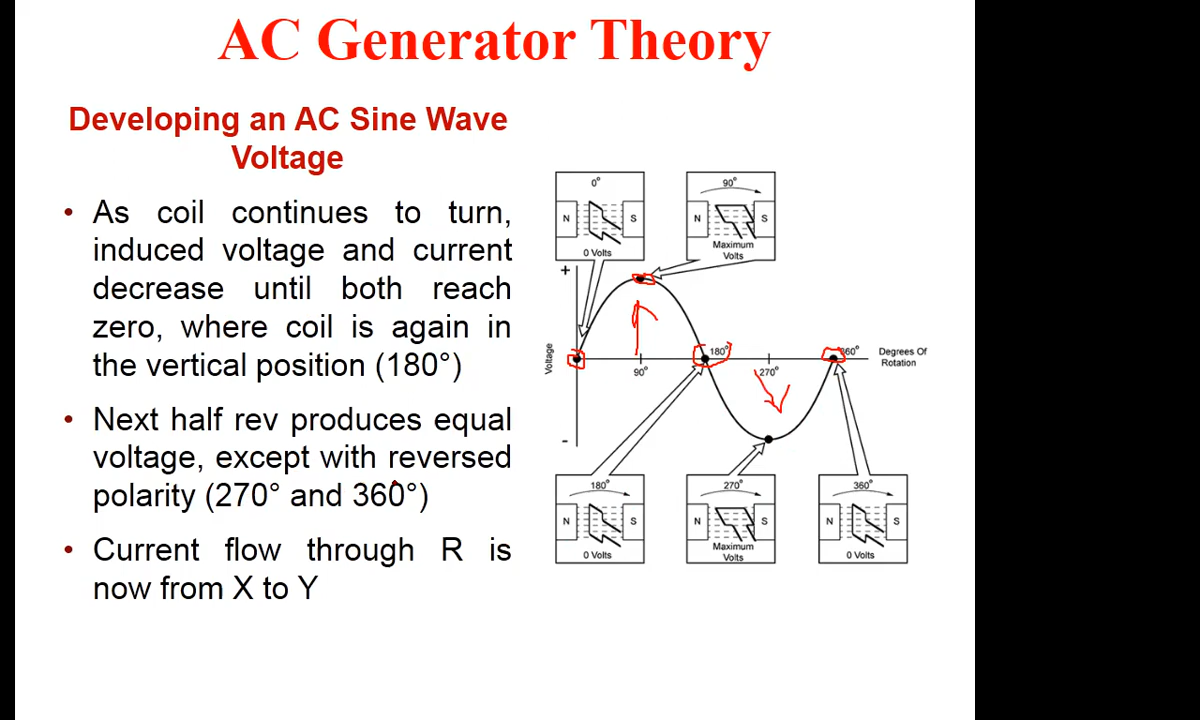 AC Generator Theory
Developing an AC Sine Wave
Voltage
• As coil continues to turn,
induced voltage and current
decrease until both reach
zero, where coil is again in
the vertical position (180°)
• Next half rev produces equal
voltage, except with reversed
polarity (270° and 360°)
• Current flow through R is
now from X to Y
0°
N S
0 Volts
90°
N S
Maximum
Volts
+
Voltage
-
90°
180°
270°
360°
Degrees Of
Rotation
180°
N S
0 Volts
270°
N S
Maximum
Volts
360°
N S
0 Volts